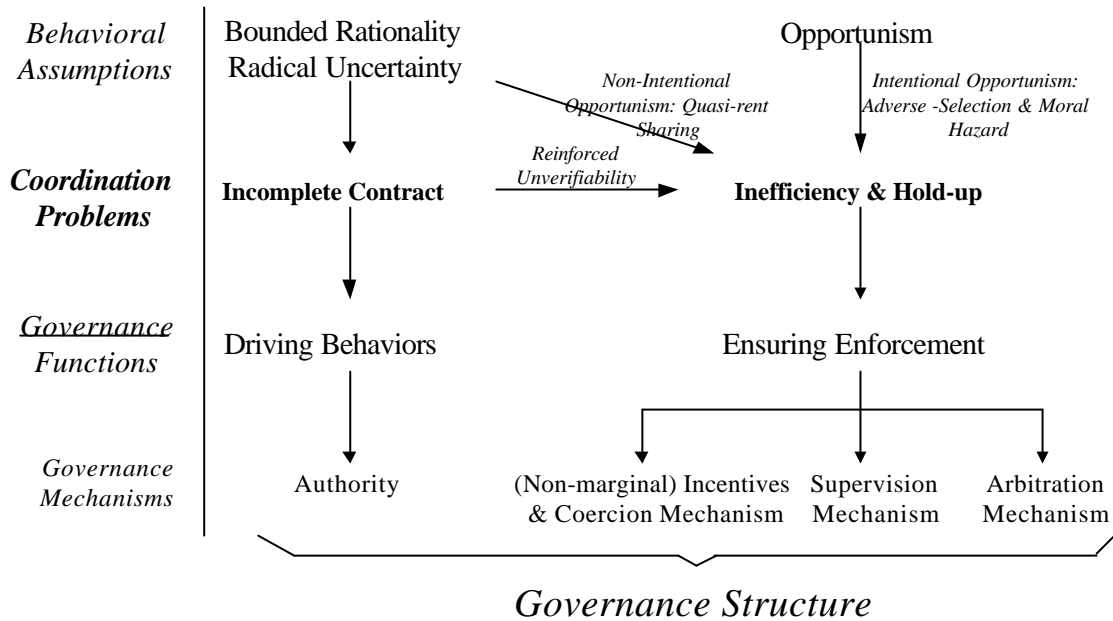 Behavioral
Assumptions
Bounded Rationality
Radical Uncertainty
Opportunism
Non-Intentional
Opportunism: Quasi-rent
Sharing
Intentional Opportunism:
Adverse -Selection & Moral
Hazard
Coordination
Problems
Incomplete Contract
Reinforced
Unverifiability
Inefficiency & Hold-up
Governance
Functions
Driving Behaviors
Ensuring Enforcement
Governance
Mechanisms
Authority
(Non-marginal) Incentives
& Coercion Mechanism
Supervision
Mechanism
Arbitration
Mechanism
Governance Structure